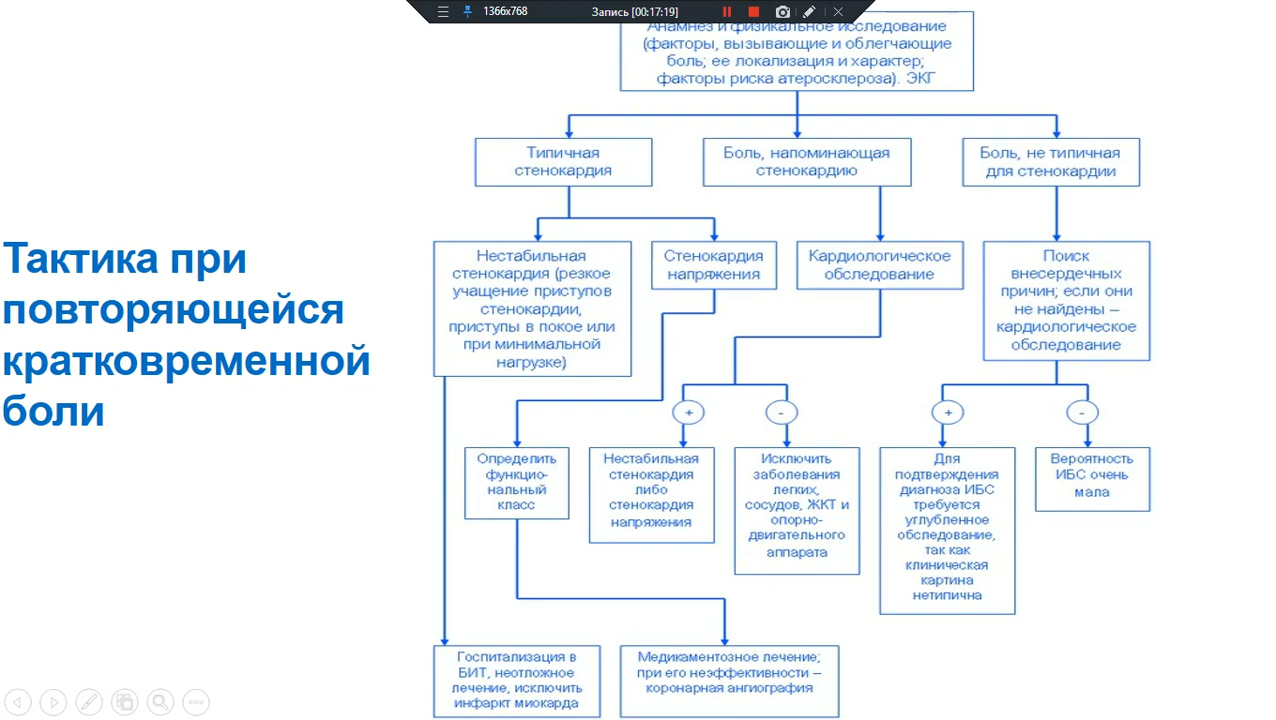 1366x768
Запись [00:17:19]
Анамнез и физикальное исследование
(факторы, вызывающие и облегчающие
боль; ее локализация и характер;
факторы риска атеросклероза). ЭКГ
Типичная
стенокардия
Боль, напоминающая
стенокардию
Боль, не типичная
для стенокардии
Тактика при
повторяющейся
кратковременной
боли
Нестабильная
стенокардия (резкое
учащение приступов
стенокардии,
приступы в покое или
при минимальной
нагрузке)
Стенокардия
напряжения
Кардиологическое
обследование
Поиск
внесердечных
причин; если они
не найдены –
кардиологическое
обследование
+
-
+
-
Определить
функцио-
нальный
класс
Нестабильная
стенокардия
либо
стенокардия
напряжения
Исключить
заболевания
легких,
сосудов, ЖКТ и
опорно-
двигательного
аппарата
Для
подтверждения
диагноза ИБС
требуется
углубленное
обследование,
так как
клиническая
картина
нетипична
Вероятность
ИБС очень
мала
Госпитализация в
БИТ, неотложное
лечение, исключить
инфаркт миокарда
Медикаментозное лечение;
при его неэффективности –
коронарная ангиография